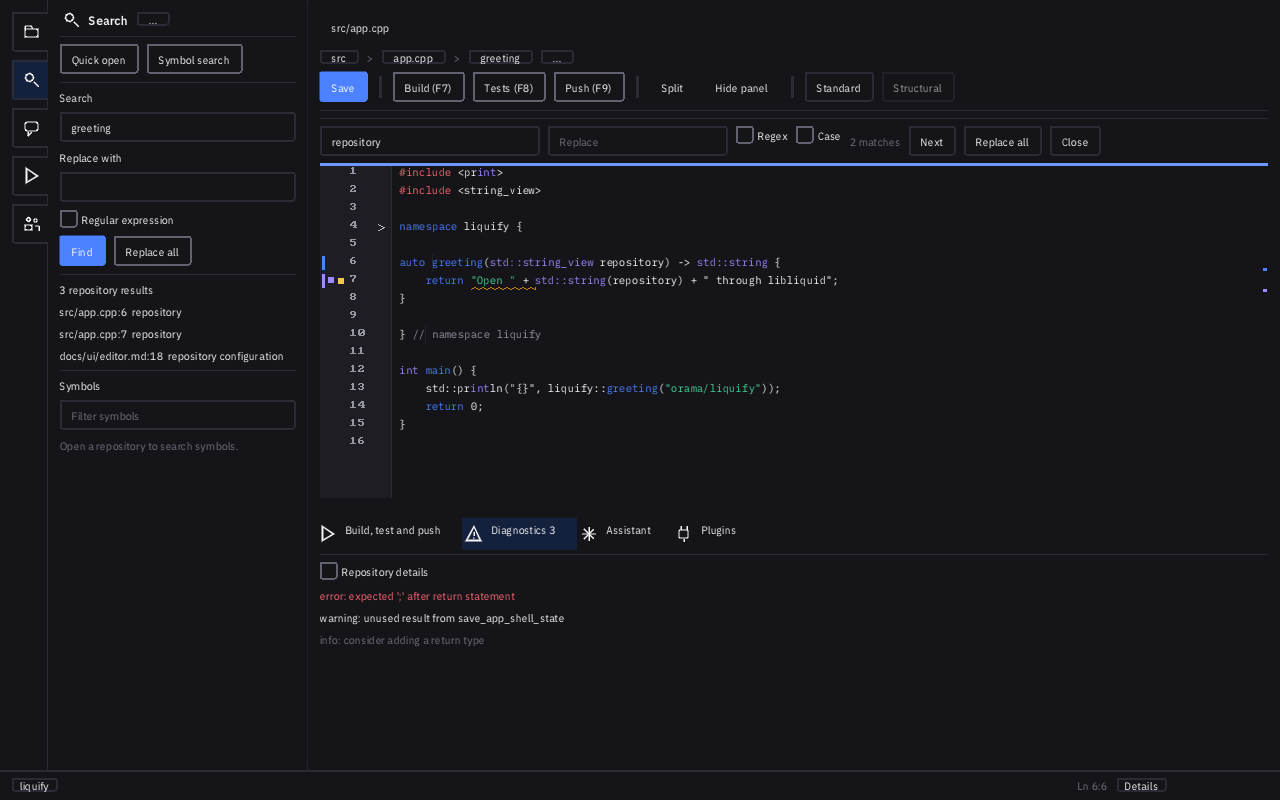 Search ...
Quick open Symbol search
Search
greeting
Replace with
Regular expression
Find Replace all
3 repository results
src/app.cpp:6 repository
src/app.cpp:7 repository
docs/ui/editor.md:18 repository configuration
Symbols
Filter symbols
Open a repository to search symbols.
src/app.cpp
src > app.cpp > greeting ...
Save Build (F7) Tests (F8) Push (F9) Split Hide panel Standard Structural
repository Replace Regex Case 2 matches Next Replace all Close
1 #include <print>
2 #include <string_view>
3
4 > namespace liquify {
5
6 auto greeting(std::string_view repository) -> std::string {
7 return "Open " + std::string(repository) + " through libliquid";
8 }
9
10 } // namespace liquify
11
12 int main() {
13 std::println("{}", liquify::greeting("orama/liquify"));
14 return 0;
15 }
16
Build, test and push Diagnostics 3 Assistant Plugins
Repository details
error: expected ';' after return statement
warning: unused result from save_app_shell_state
info: consider adding a return type
liquify Ln 6:6 Details